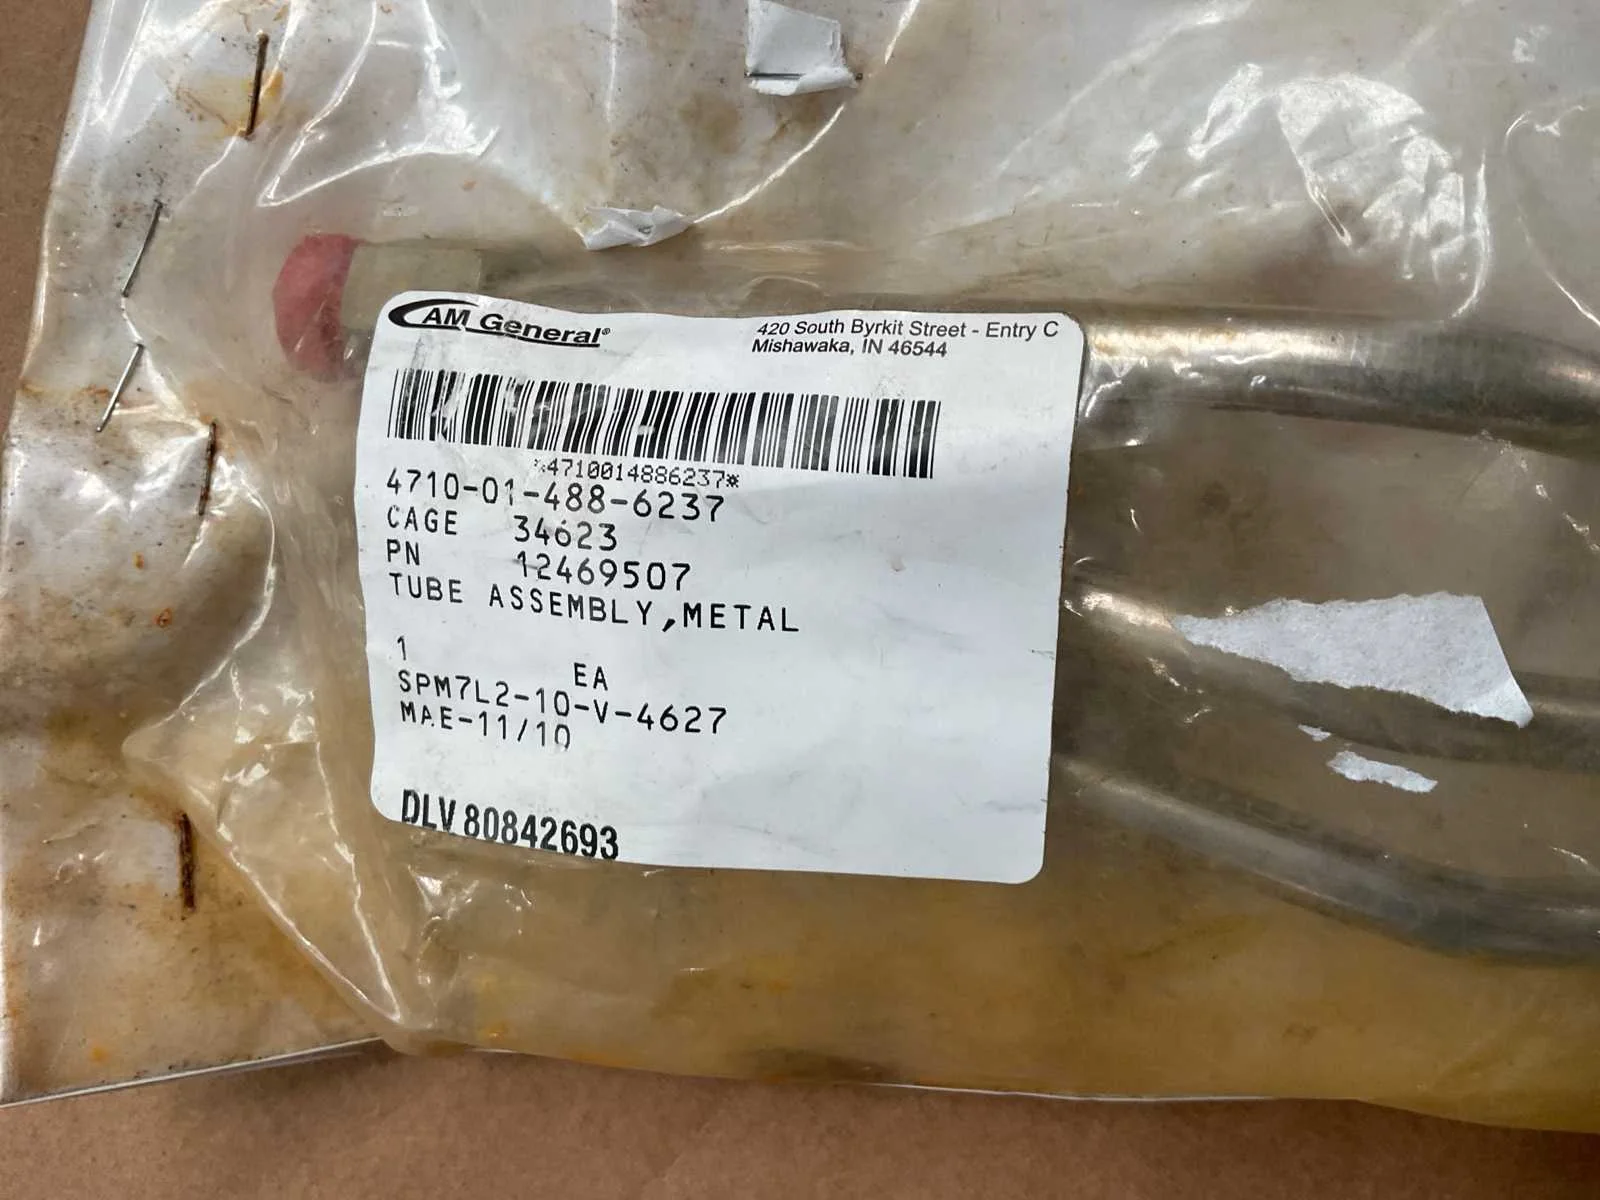 AM General®
420 South Byrkit Street - Entry C
Mishawaka, IN 46544
*4710014886237*
4710-01-488-6237
CAGE 34623
PN 12469507
TUBE ASSEMBLY,METAL
1 EA
SPM7L2-10-V-4627
MAE-11/10
DLV 80842693